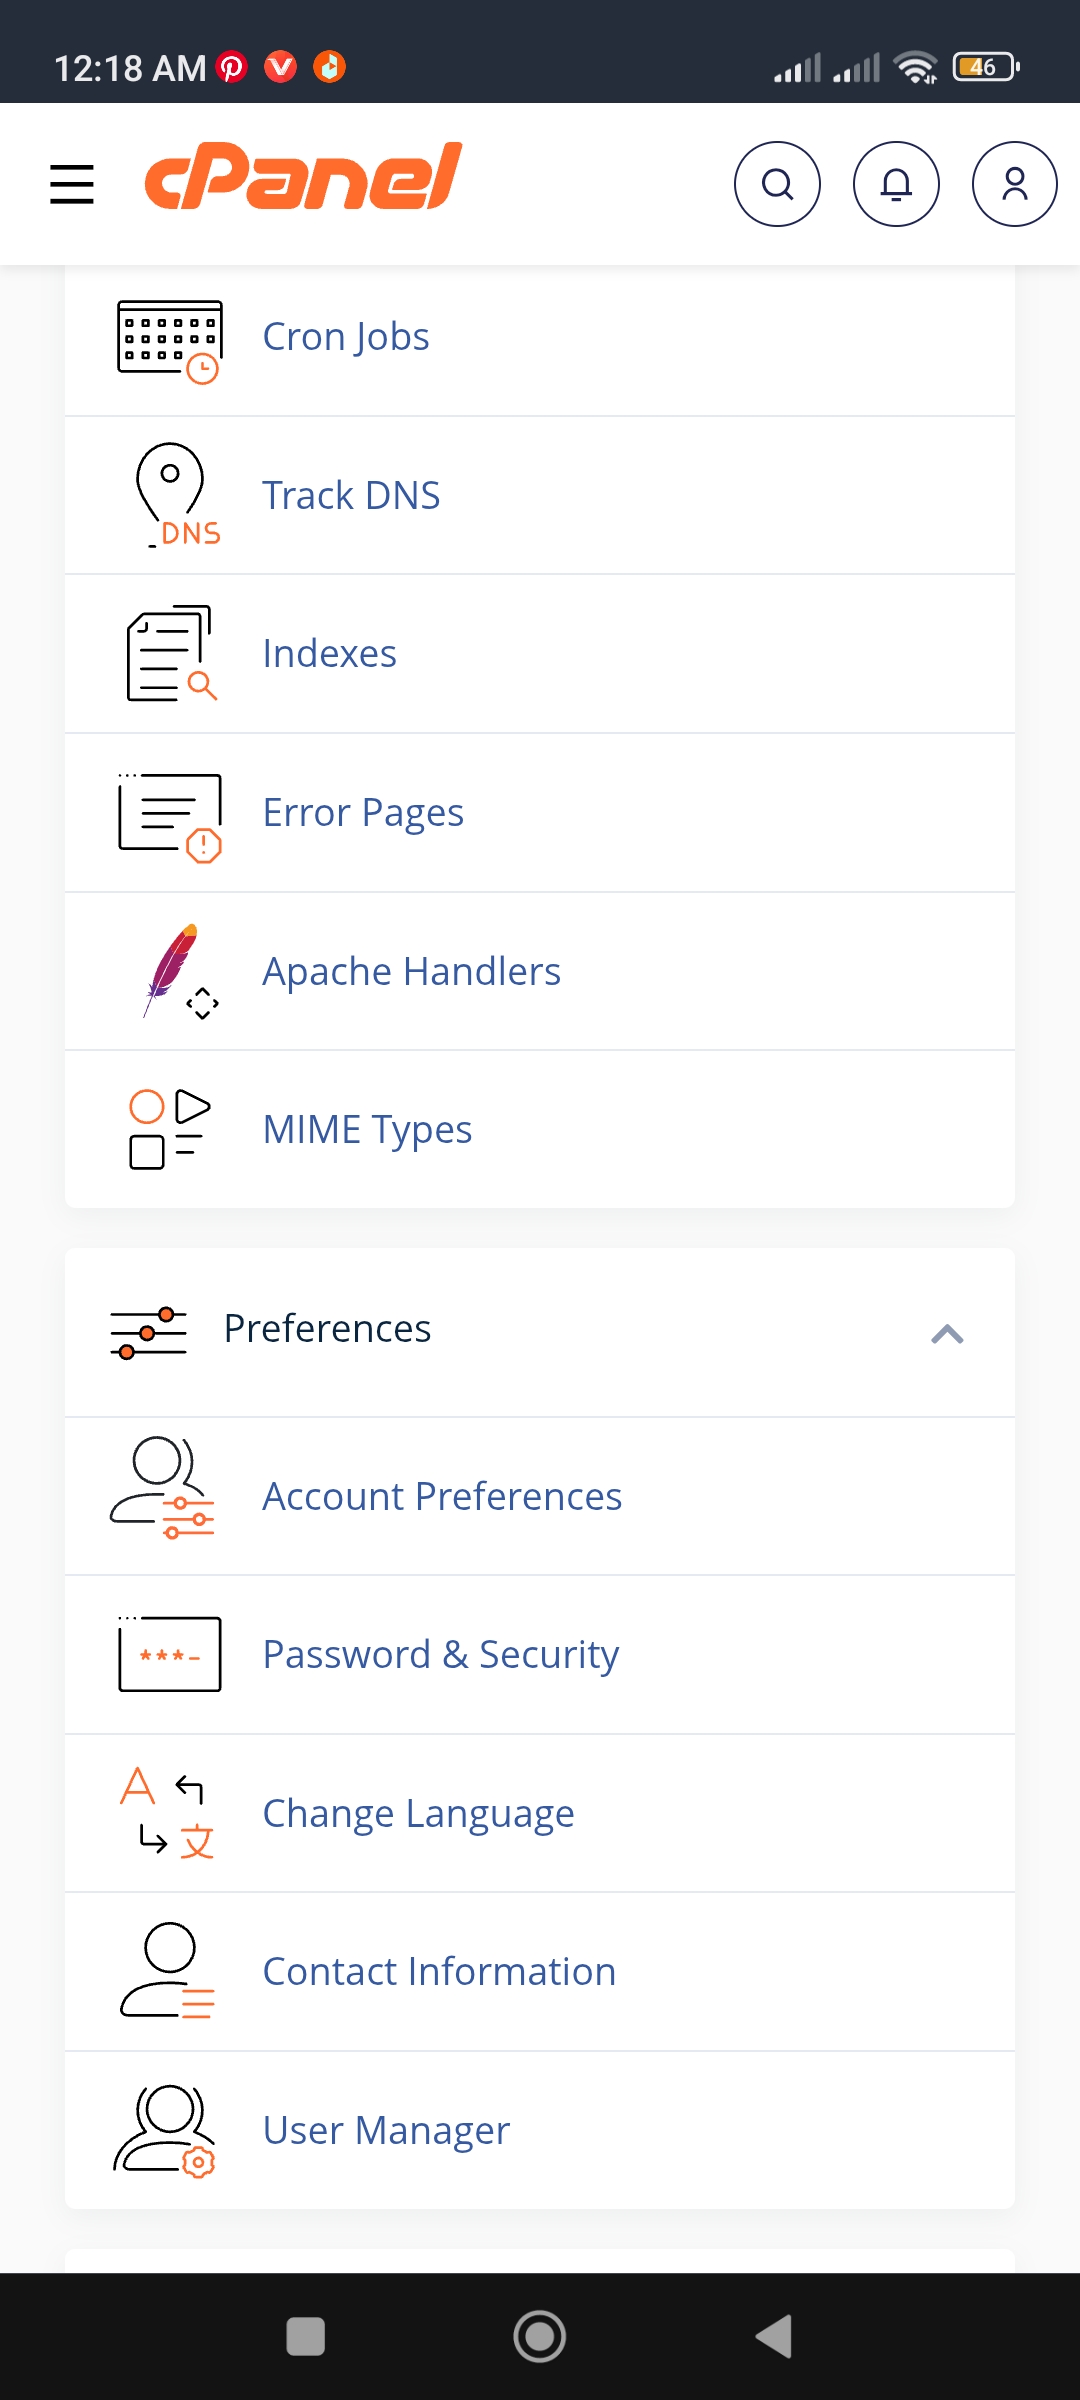 12:18 AM
46
cPanel
Cron Jobs
DNS
Track DNS
Indexes
Error Pages
Apache Handlers
MIME Types
Preferences
Account Preferences
***–
Password & Security
A
文
Change Language
Contact Information
User Manager